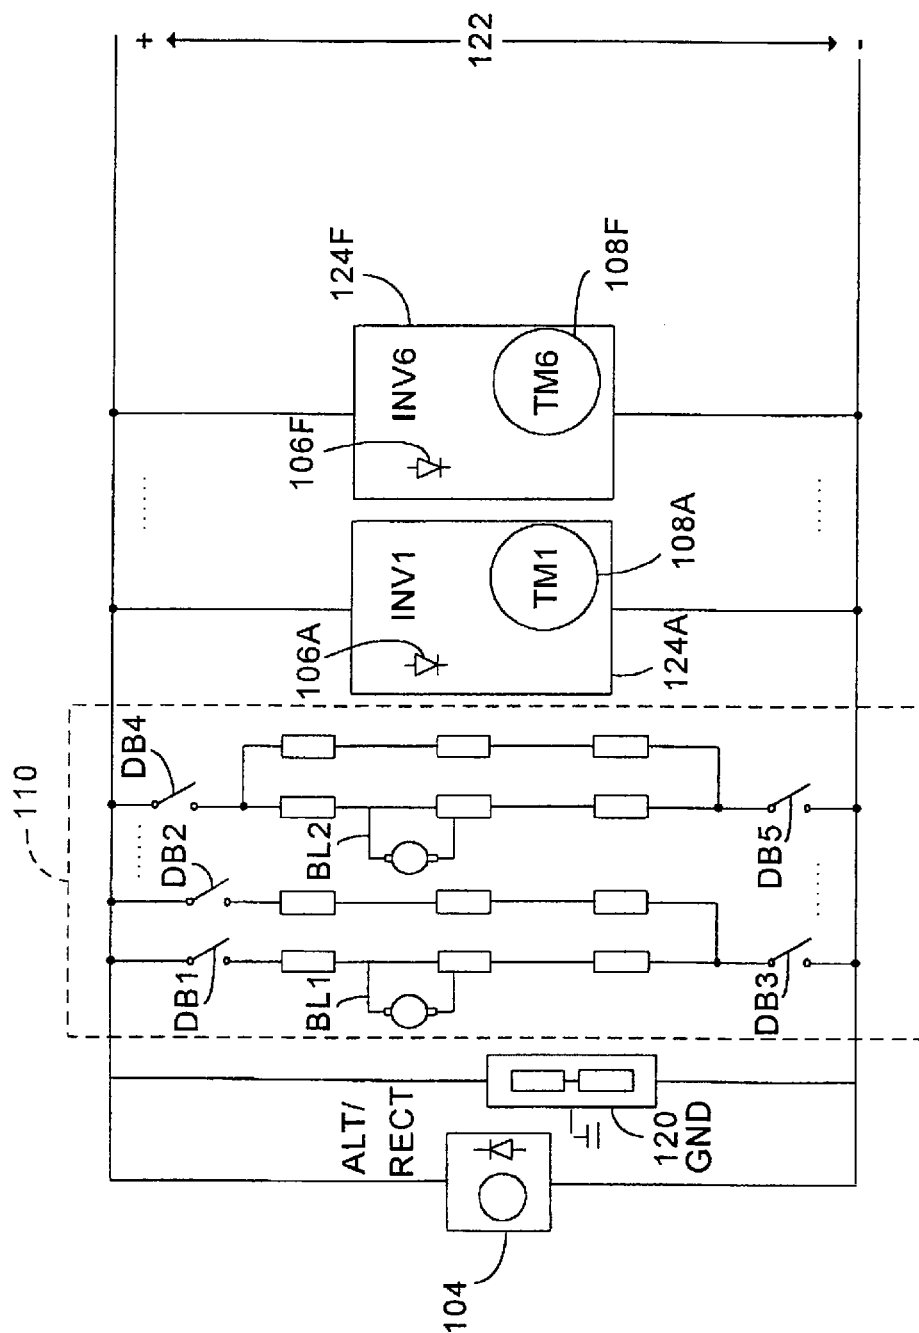 104
ALT/
RECT
120
GND
110
DB1
DB2
DB4
BL1
BL2
DB3
DB5
106A
INV1
TM1
108A
124A
106F
INV6
TM6
124F
108F
+
122
-
......
......
......
......